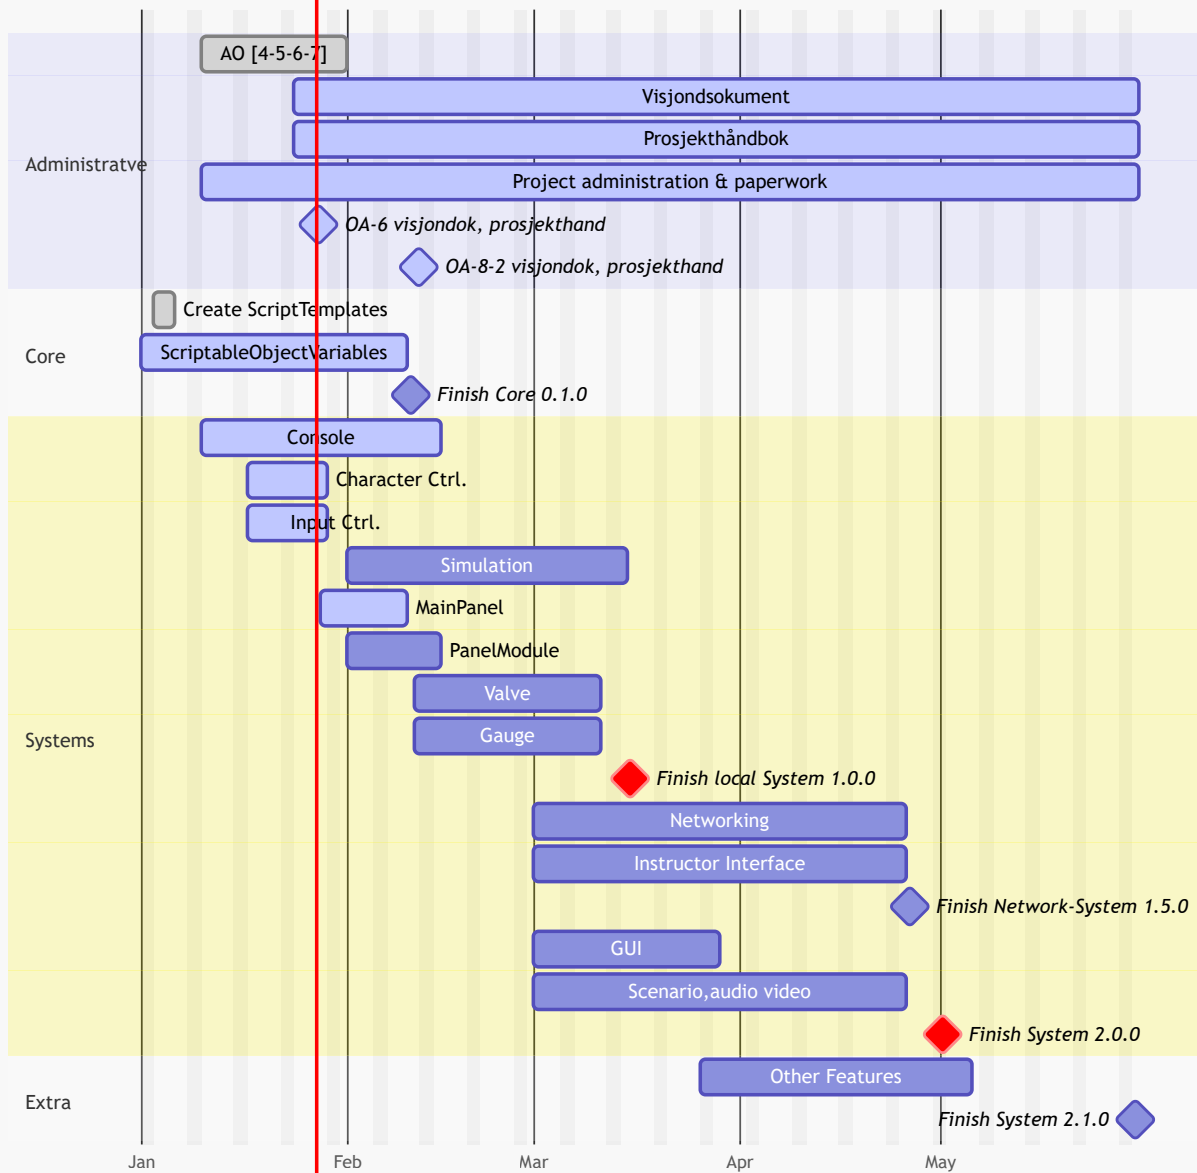 AO [4-5-6-7]
Visjondsokument
Prosjekthåndbok
Administratve
Project administration & paperwork
OA-6 visjondok, prosjekthand
OA-8-2 visjondok, prosjekthand
Create ScriptTemplates
Core
ScriptableObjectVariables
Finish Core 0.1.0
Console
Character Ctrl.
Input Ctrl.
Simulation
MainPanel
PanelModule
Valve
Systems
Gauge
Finish local System 1.0.0
Networking
Instructor Interface
Finish Network-System 1.5.0
GUI
Scenario,audio video
Finish System 2.0.0
Other Features
Extra
Finish System 2.1.0
Jan Feb Mar Apr May